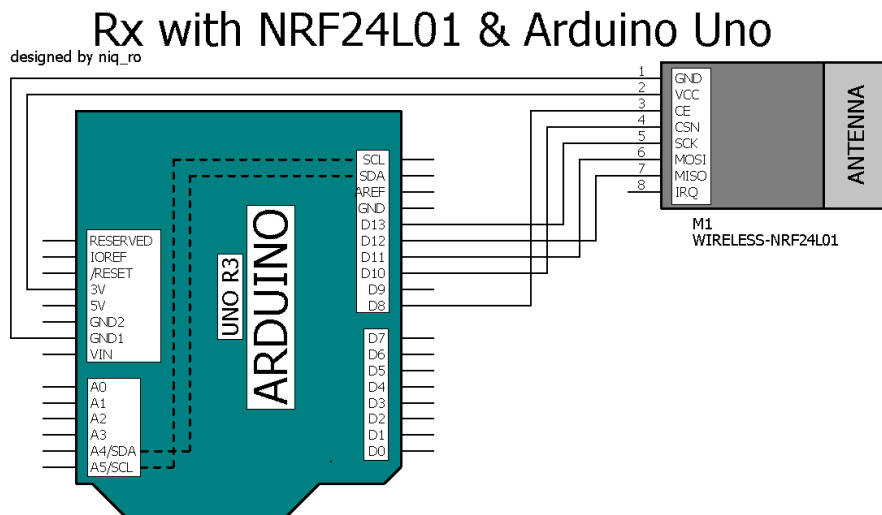 Rx with NRF24L01 & Arduino Uno
designed by niq_ro
1 GND
2 VCC
3 CE
4 CSN
5 SCK
6 MOSI
7 MISO
8 IRQ
ANTENNA
M1
WIRELESS-NRF24L01
SCL
SDA
AREF
GND
D13
D12
D11
D10
D9
D8
RESERVED
IOREF
/RESET
3V
5V
GND2
GND1
VIN
UNO R3
ARDUINO
D7
D6
D5
D4
D3
D2
D1
D0
A0
A1
A2
A3
A4/SDA
A5/SCL